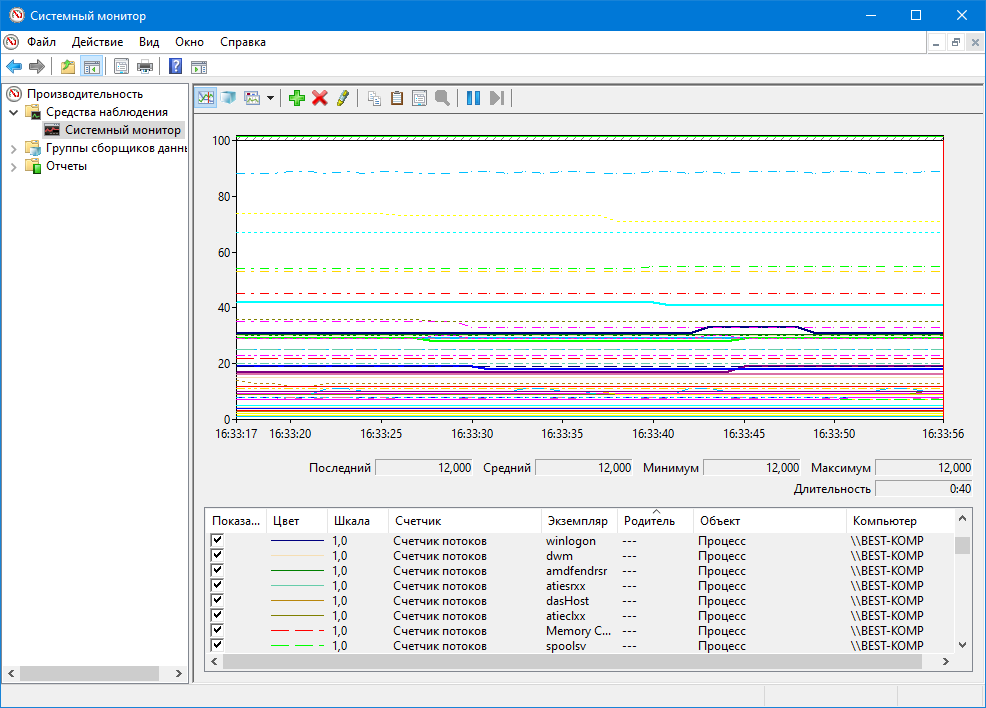 Системный монитор
Файл Действие Вид Окно Справка
Производительность
Средства наблюдения
Системный монитор
Группы сборщиков даннь
Отчеты
100
80
60
40
20
0
16:33:17 16:33:20 16:33:25 16:33:30 16:33:35 16:33:40 16:33:45 16:33:50 16:33:56
Последний 12,000 Средний 12,000 Минимум 12,000 Максимум 12,000
Длительность 0:40
Показа... Цвет Шкала Счетчик Экземпляр Родитель Объект Компьютер
1,0 Счетчик потоков winlogon --- Процесс \\BEST-KOMP
1,0 Счетчик потоков dwm --- Процесс \\BEST-KOMP
1,0 Счетчик потоков amdfendrsr --- Процесс \\BEST-KOMP
1,0 Счетчик потоков atiesrxx --- Процесс \\BEST-KOMP
1,0 Счетчик потоков dasHost --- Процесс \\BEST-KOMP
1,0 Счетчик потоков atieclxx --- Процесс \\BEST-KOMP
1,0 Счетчик потоков Memory C... --- Процесс \\BEST-KOMP
1,0 Счетчик потоков spoolsv --- Процесс \\BEST-KOMP